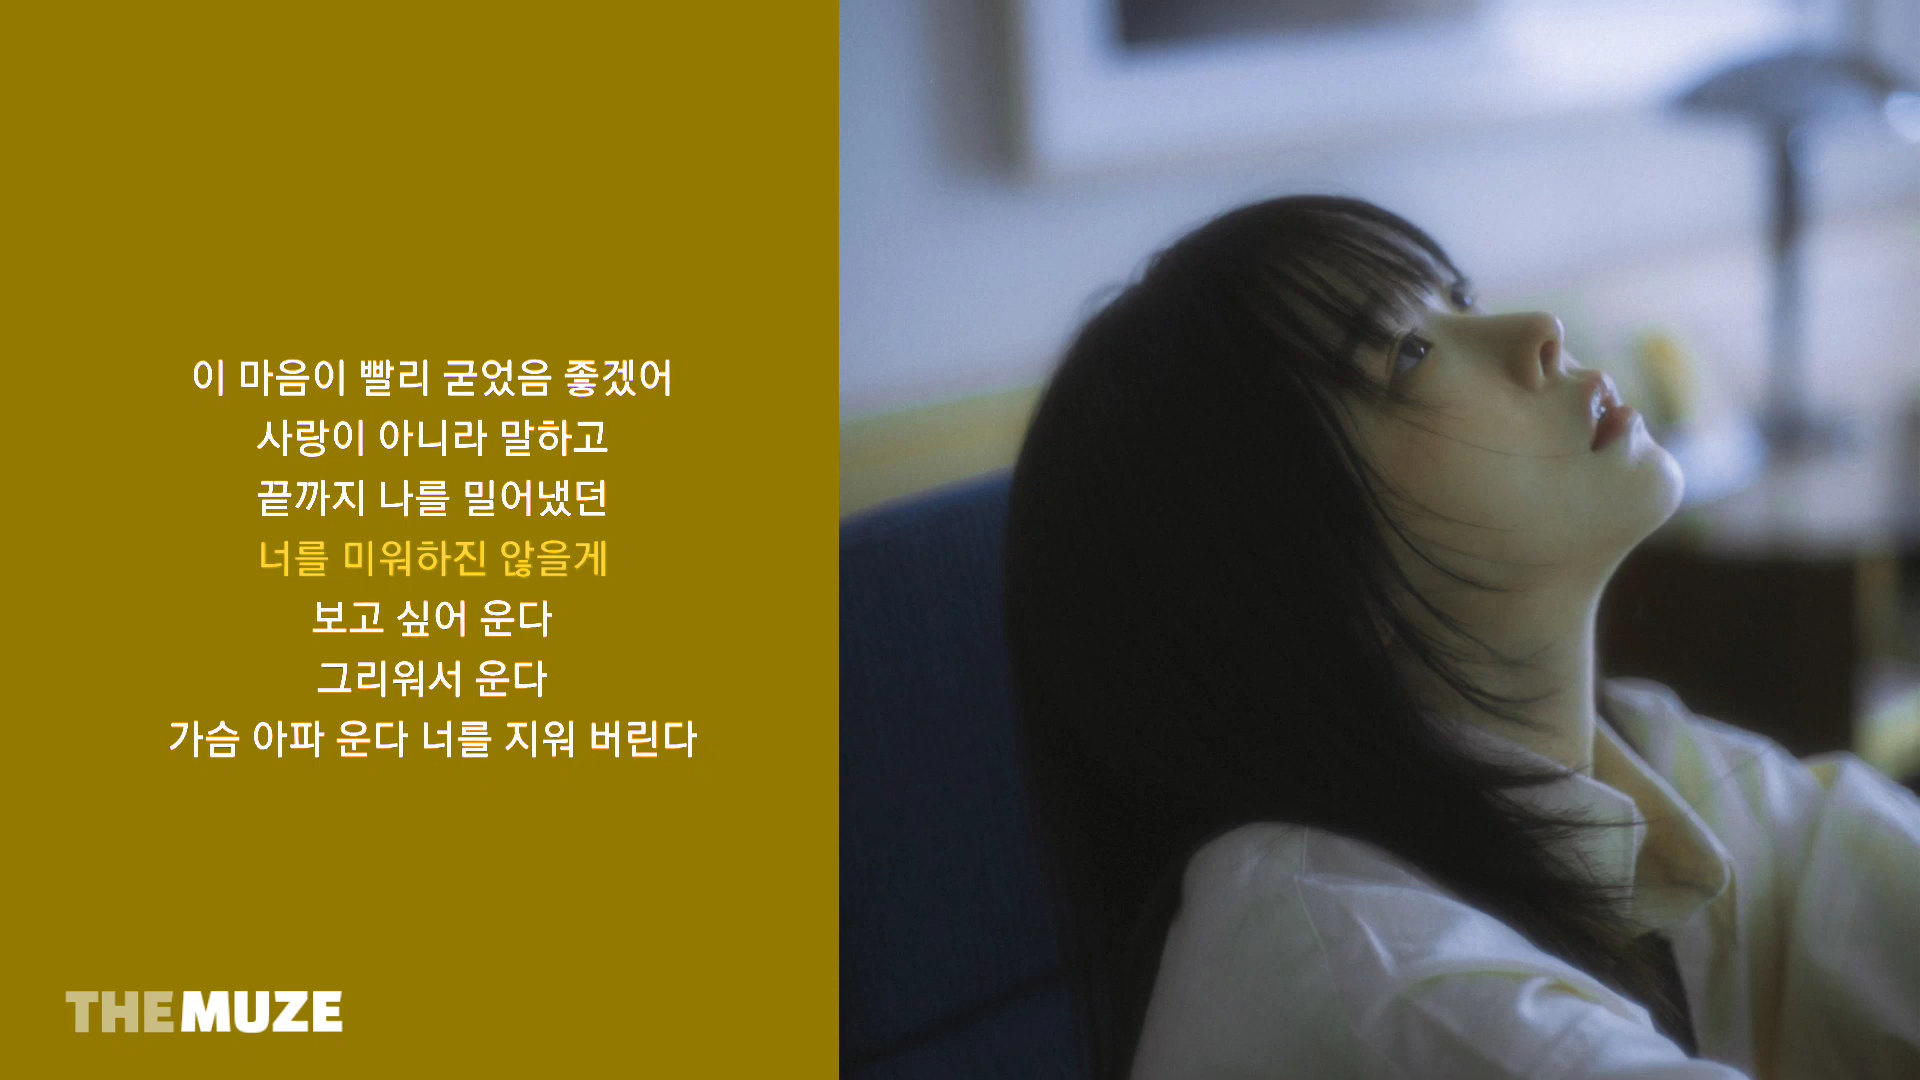 이 마음이 빨리 굳었음 좋겠어
사랑이 아니라 말하고
끝까지 나를 밀어냈던
너를 미워하진 않을게
보고 싶어 운다
그리워서 운다
가슴 아파 운다 너를 지워 버린다
THEMUZE